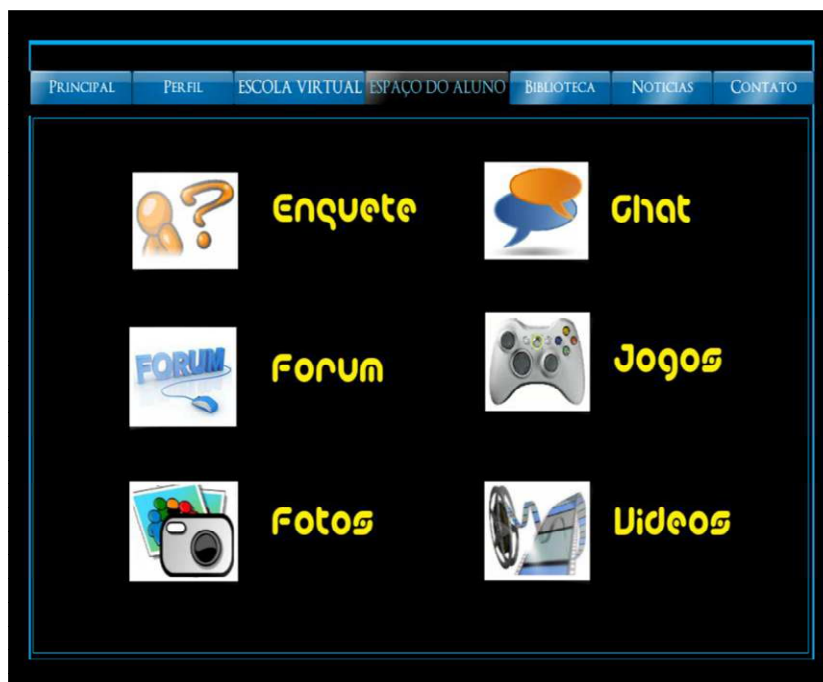 PRINCIPAL PERFIL ESCOLA VIRTUAL ESPAÇO DO ALUNO BIBLIOTECA NOTICIAS CONTATO
Enquete Chat
FORUM Forum Jogos
Fotos Videos